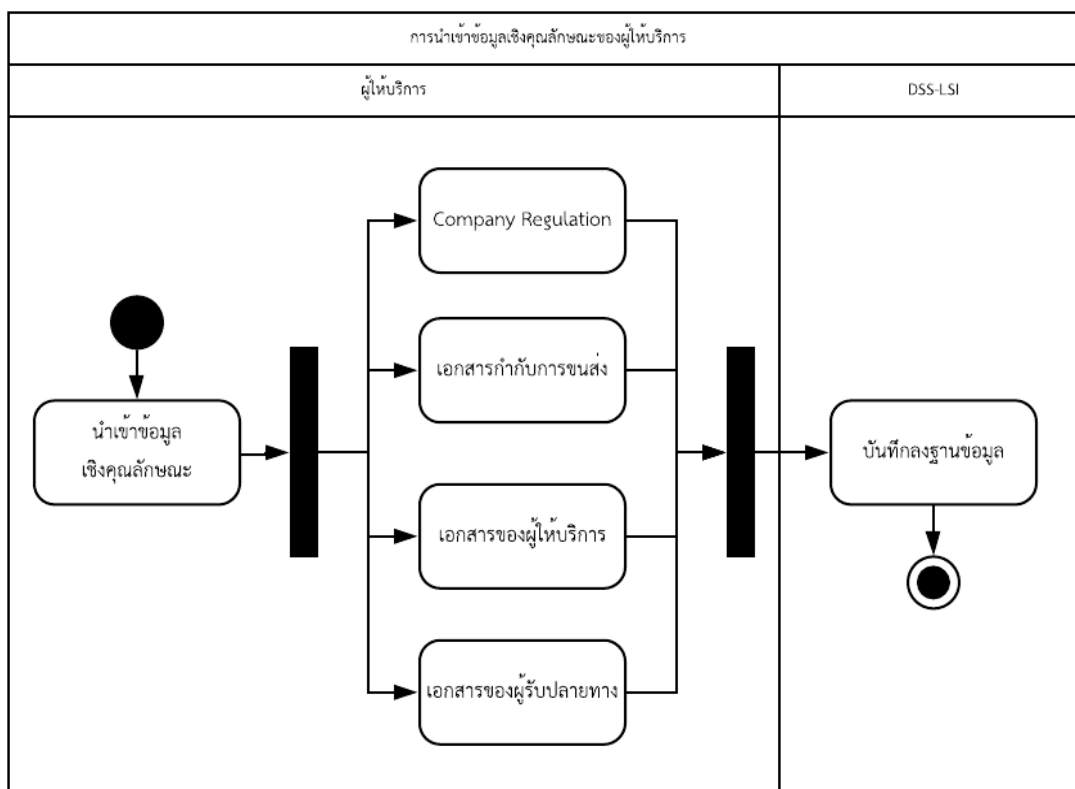 การนำเข้าข้อมูลเชิงคุณลักษณะของผู้ให้บริการ
ผู้ให้บริการ
DSS-LSI
Company Regulation
เอกสารกำกับการขนส่ง
นำเข้าข้อมูล
เชิงคุณลักษณะ
บันทึกลงฐานข้อมูล
เอกสารของผู้ให้บริการ
เอกสารของผู้รับปลายทาง